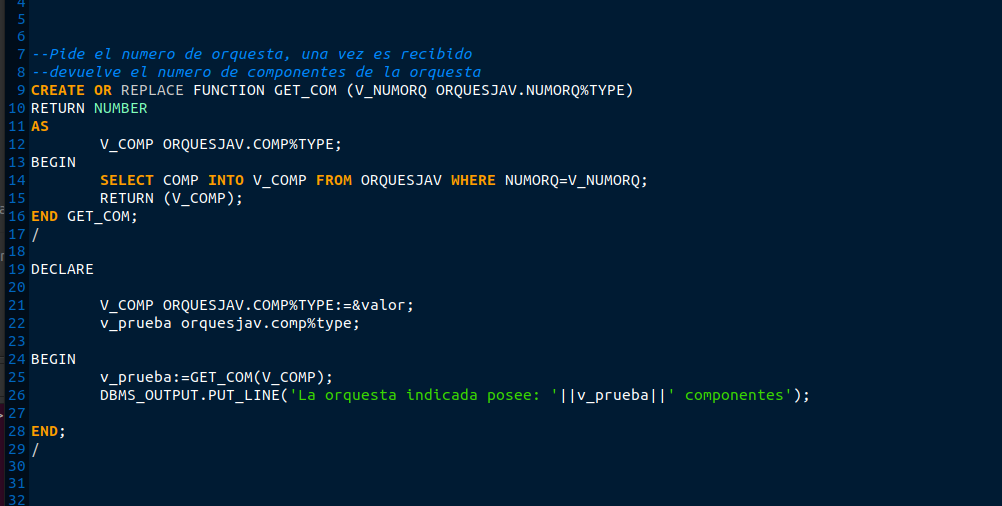 4
5
6
7 --Pide el numero de orquesta, una vez es recibido
8 --devuelve el numero de componentes de la orquesta
9 CREATE OR REPLACE FUNCTION GET_COM (V_NUMORQ ORQUESJAV.NUMORQ%TYPE)
10 RETURN NUMBER
11 AS
12 V_COMP ORQUESJAV.COMP%TYPE;
13 BEGIN
14 SELECT COMP INTO V_COMP FROM ORQUESJAV WHERE NUMORQ=V_NUMORQ;
15 RETURN (V_COMP);
16 END GET_COM;
17 /
18
19 DECLARE
20
21 V_COMP ORQUESJAV.COMP%TYPE:=&valor;
22 v_prueba orquesjav.comp%type;
23
24 BEGIN
25 v_prueba:=GET_COM(V_COMP);
26 DBMS_OUTPUT.PUT_LINE('La orquesta indicada posee: '||v_prueba||' componentes');
27
28 END;
29 /
30
31
32